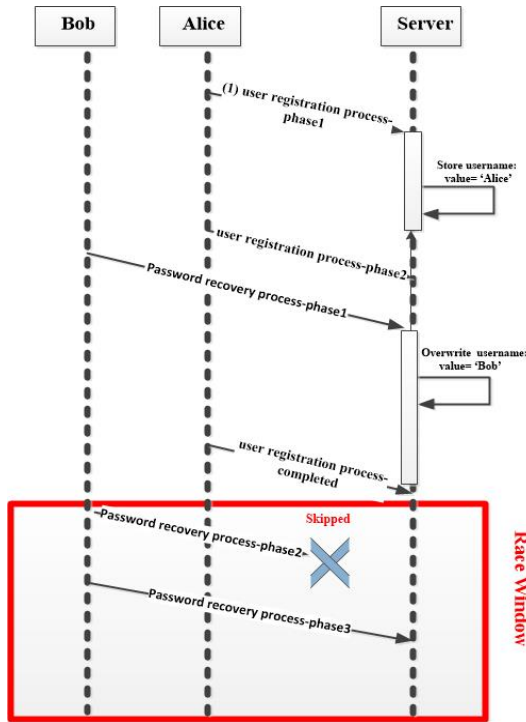 Bob
Alice
Server
(1) user registration process-
phase1
Store username:
value= ‘Alice’
user registration process-phase2
Password recovery process-phase1
Overwrite username:
value= ‘Bob’
user registration process-
completed
Skipped
Password recovery process-phase2
Password recovery process-phase3
Race Window